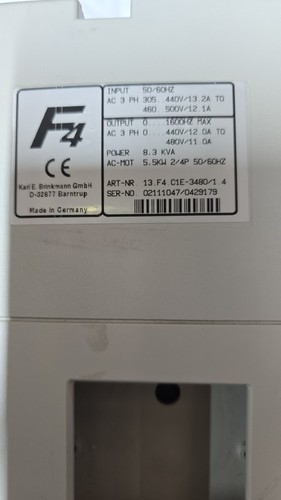 F4
CE
Karl E. Brinkmann GmbH
D-32677 Barntrup
Made in Germany
INPUT 50/60HZ
AC 3 PH 305...440V/13.2A TO
460...500V/12.1A
OUTPUT 0....1600HZ MAX
AC 3 PH 0....440V/12.0A TO
480V/11.0A
POWER 8.3 KVA
AC-MOT 5.5KW 2/4P 50/60HZ
ART-NR 13.F4.C1E-3480/1.4
SER-NO. 02111047/0429179